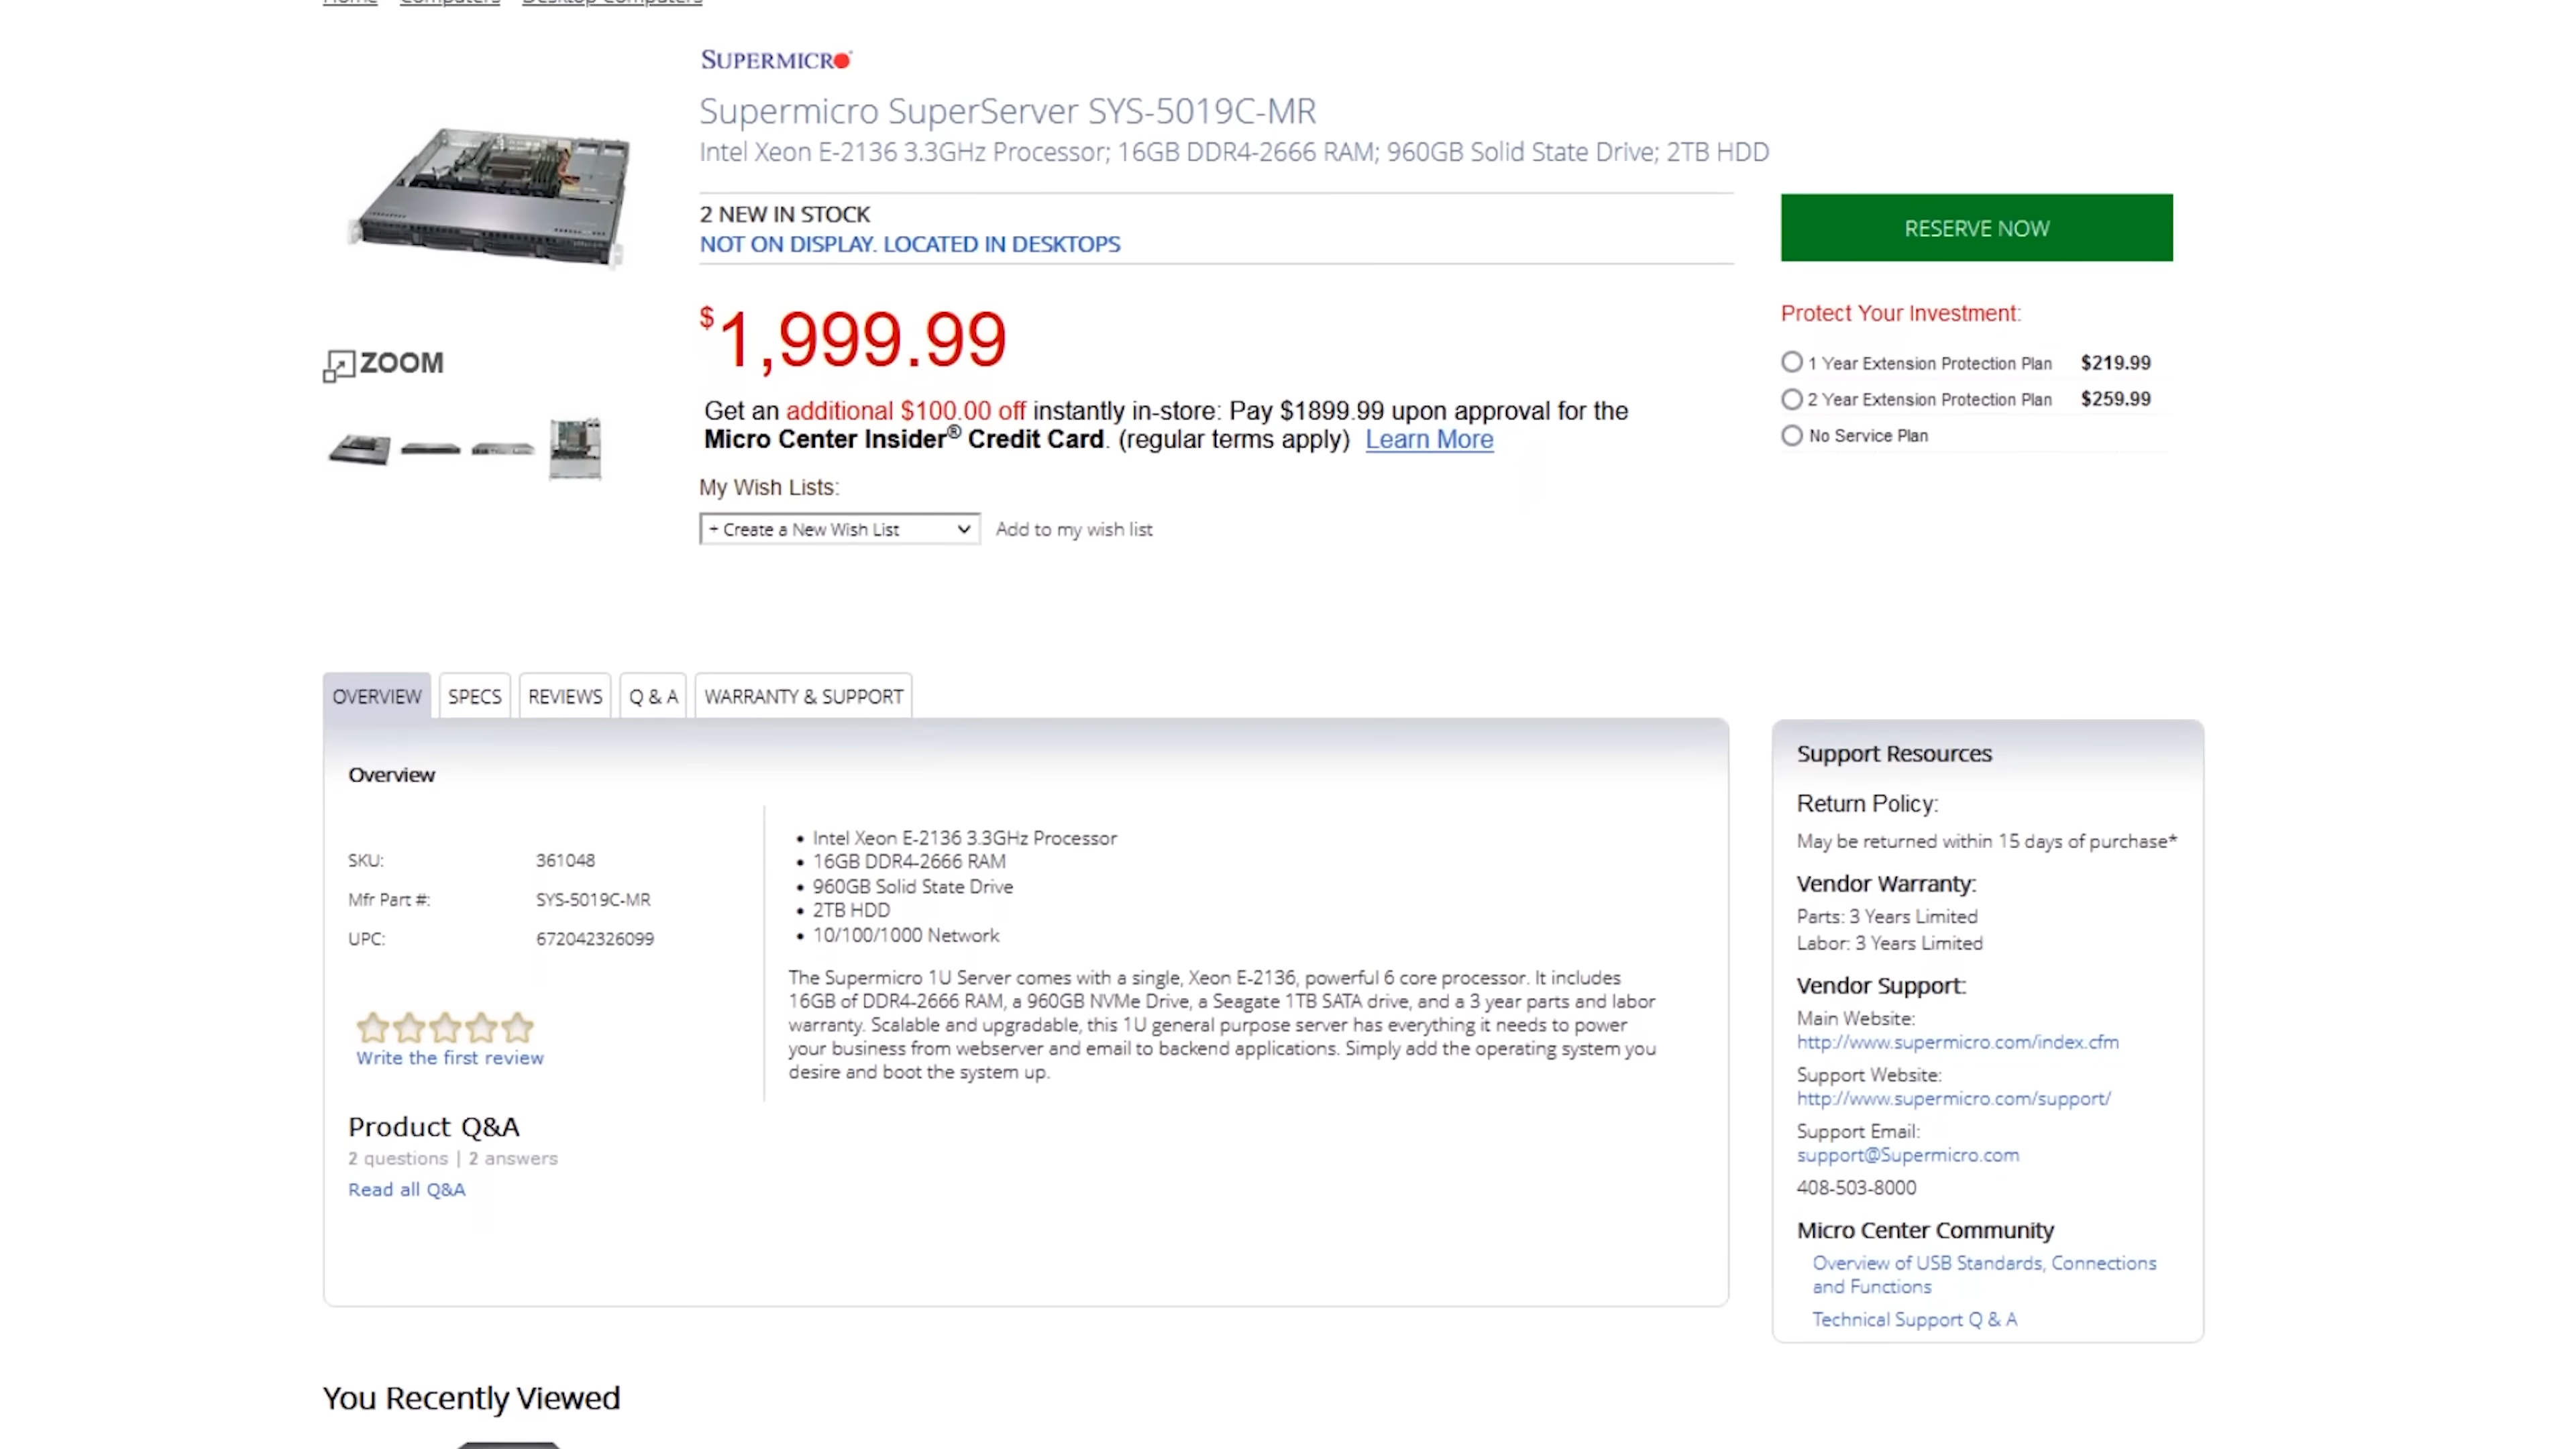 Home Computers Desktop Computers
SUPERMICRO
Supermicro SuperServer SYS-5019C-MR
Intel Xeon E-2136 3.3GHz Processor; 16GB DDR4-2666 RAM; 960GB Solid State Drive; 2TB HDD
2 NEW IN STOCK
NOT ON DISPLAY. LOCATED IN DESKTOPS
RESERVE NOW
$1,999.99
Get an additional $100.00 off instantly in-store: Pay $1899.99 upon approval for the
Micro Center Insider® Credit Card. (regular terms apply) Learn More
Protect Your Investment:
1 Year Extension Protection Plan $219.99
2 Year Extension Protection Plan $259.99
No Service Plan
ZOOM
My Wish Lists:
+ Create a New Wish List Add to my wish list
OVERVIEW SPECS REVIEWS Q & A WARRANTY & SUPPORT
Overview
SKU: 361048
Mfr Part #: SYS-5019C-MR
UPC: 672042326099
Write the first review
Product Q&A
2 questions | 2 answers
Read all Q&A
• Intel Xeon E-2136 3.3GHz Processor
• 16GB DDR4-2666 RAM
• 960GB Solid State Drive
• 2TB HDD
• 10/100/1000 Network
The Supermicro 1U Server comes with a single, Xeon E-2136, powerful 6 core processor. It includes
16GB of DDR4-2666 RAM, a 960GB NVMe Drive, a Seagate 1TB SATA drive, and a 3 year parts and labor
warranty. Scalable and upgradable, this 1U general purpose server has everything it needs to power
your business from webserver and email to backend applications. Simply add the operating system you
desire and boot the system up.
Support Resources
Return Policy:
May be returned within 15 days of purchase*
Vendor Warranty:
Parts: 3 Years Limited
Labor: 3 Years Limited
Vendor Support:
Main Website:
http://www.supermicro.com/index.cfm
Support Website:
http://www.supermicro.com/support/
Support Email:
support@Supermicro.com
408-503-8000
Micro Center Community
Overview of USB Standards, Connections
and Functions
Technical Support Q & A
You Recently Viewed